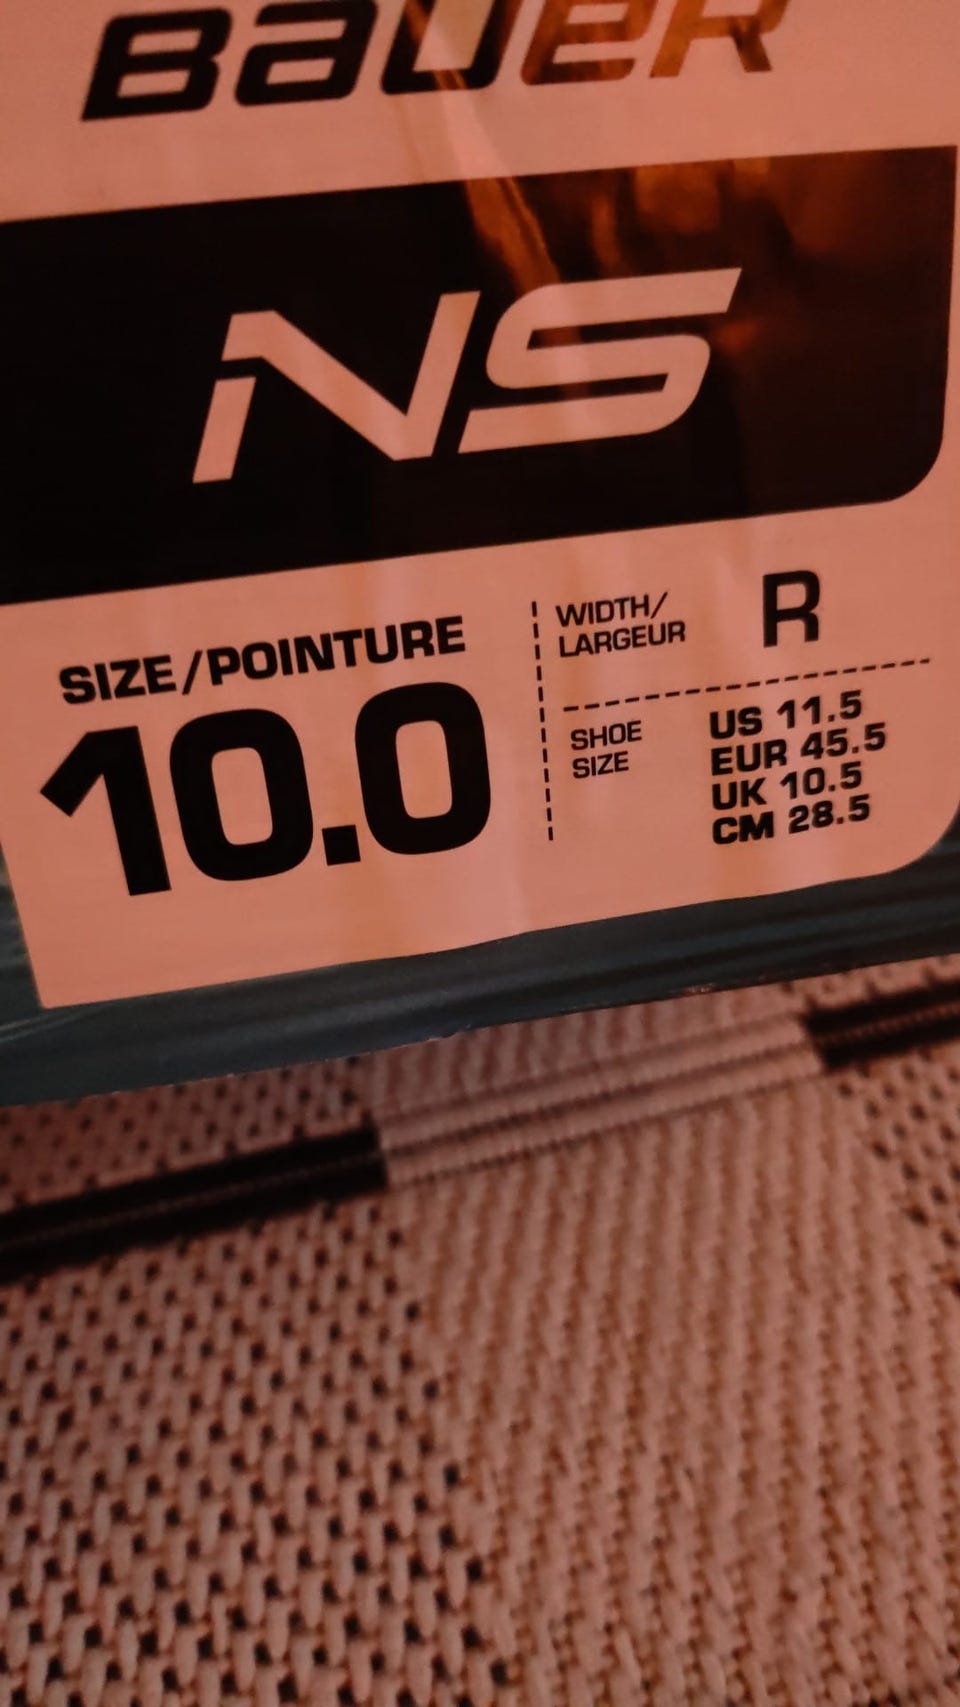 BAUER
NS
SIZE/POINTURE
10.0
WIDTH/
LARGEUR
R
SHOE
SIZE
US 11.5
EUR 45.5
UK 10.5
CM 28.5